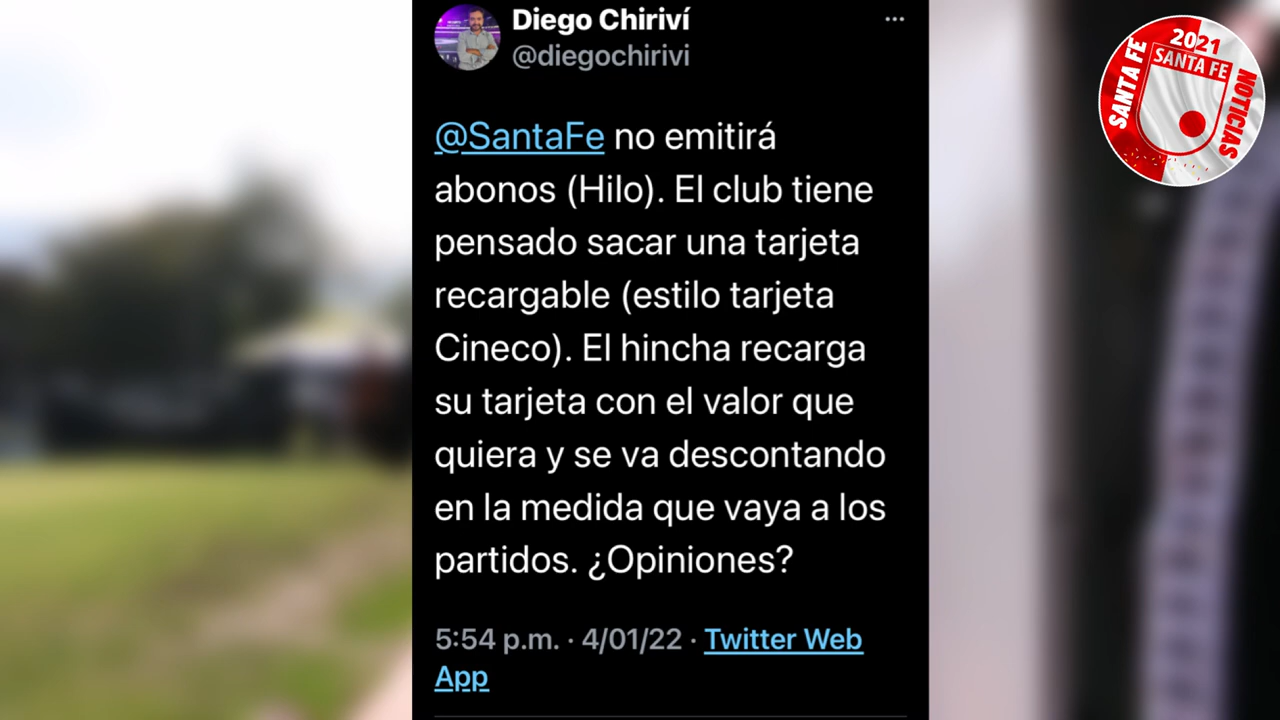 Diego Chiriví
@diegochirivi
@SantaFe no emitirá
abonos (Hilo). El club tiene
pensado sacar una tarjeta
recargable (estilo tarjeta
Cineco). El hincha recarga
su tarjeta con el valor que
quiera y se va descontando
en la medida que vaya a los
partidos. ¿Opiniones?
5:54 p.m. · 4/01/22 · Twitter Web
App
2021
SANTA FE
SANTA FE
NOTICIAS